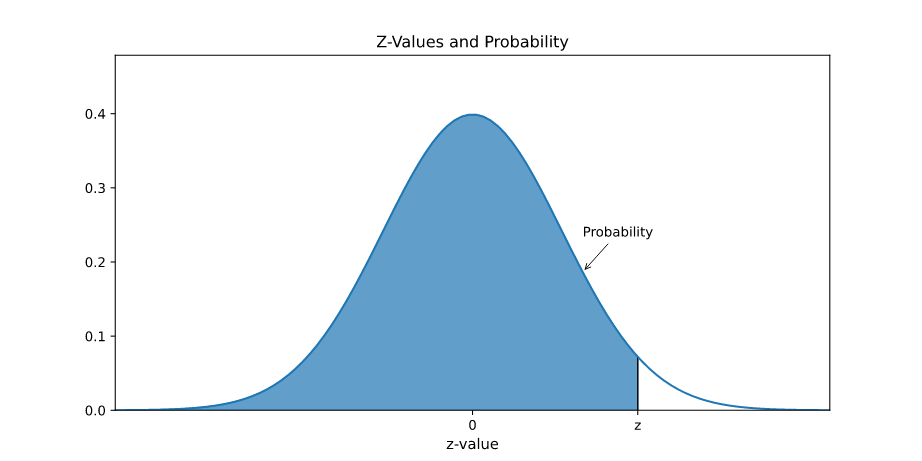 Z-Values and Probability
0.4
0.3
Probability
0.2
0.1
0.0
0 z
z-value